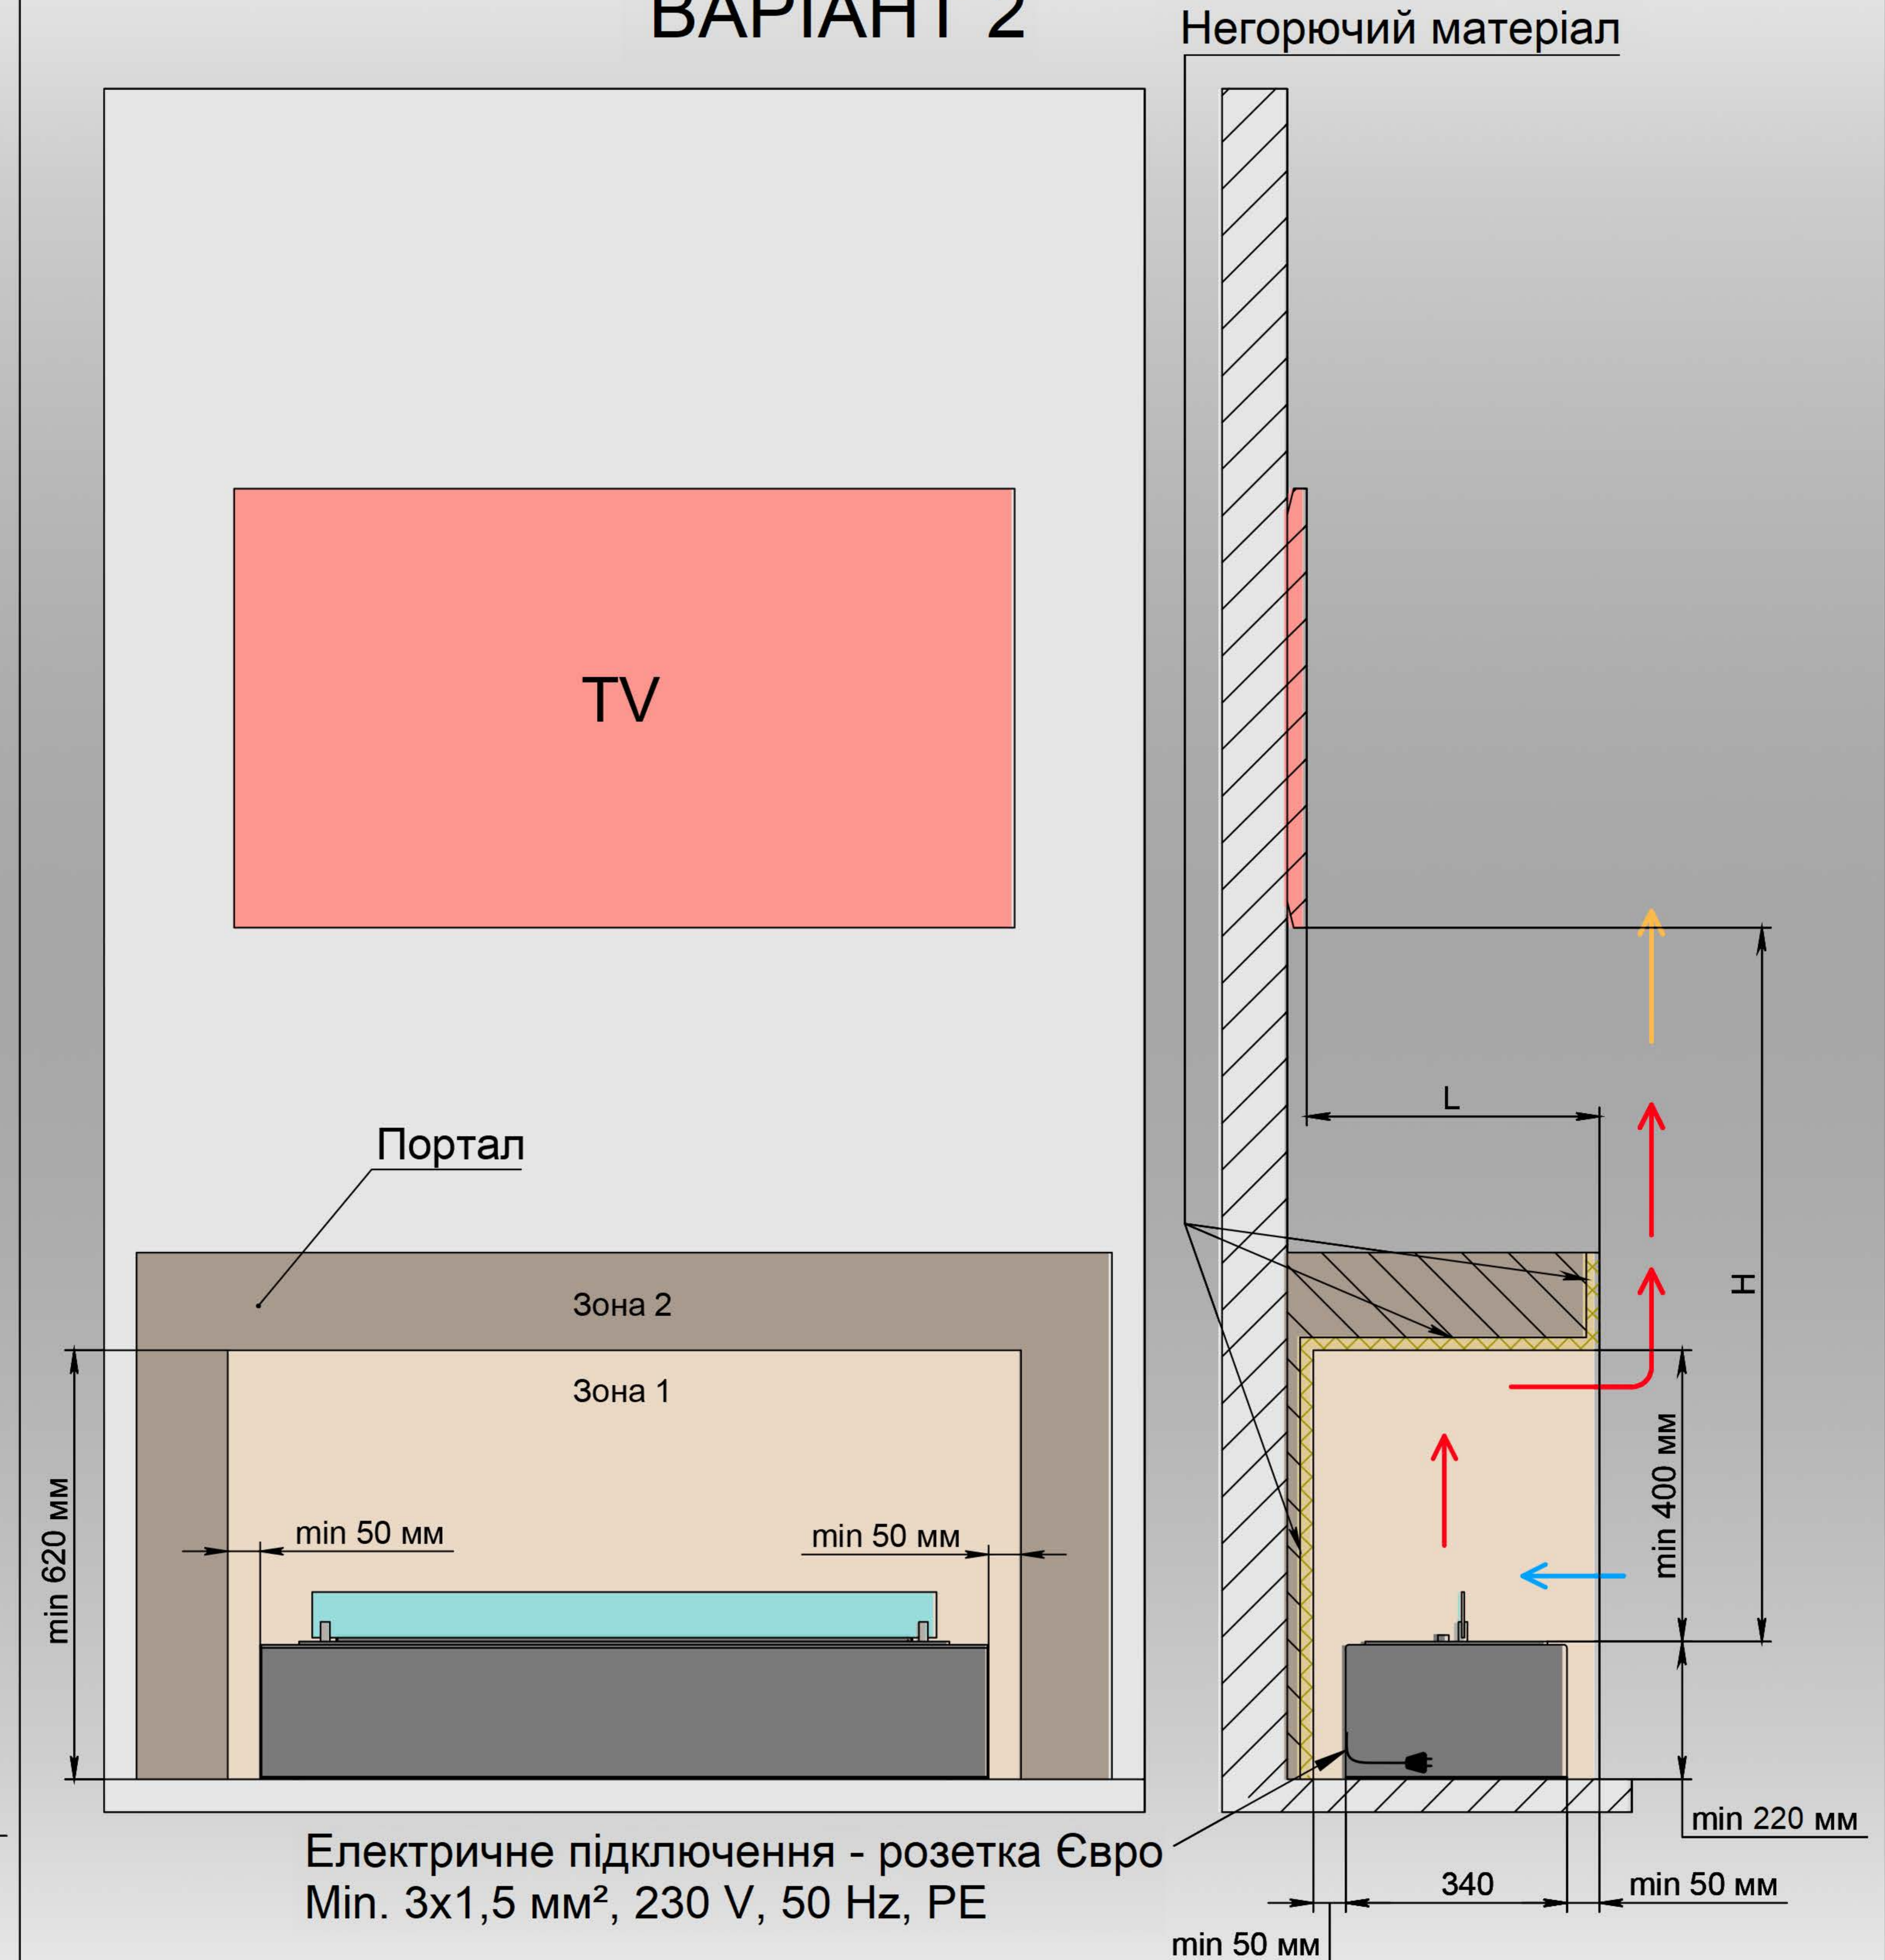 ВАРІАНТ 2
Негорючий матеріал
TV
L
Портал
H
Зона 2
Зона 1
min 620 мм
min 50 мм
min 50 мм
min 400 мм
min 220 мм
Електричне підключення - розетка Євро
Min. 3x1,5 мм², 230 V, 50 Hz, PE
340
min 50 мм
min 50 мм